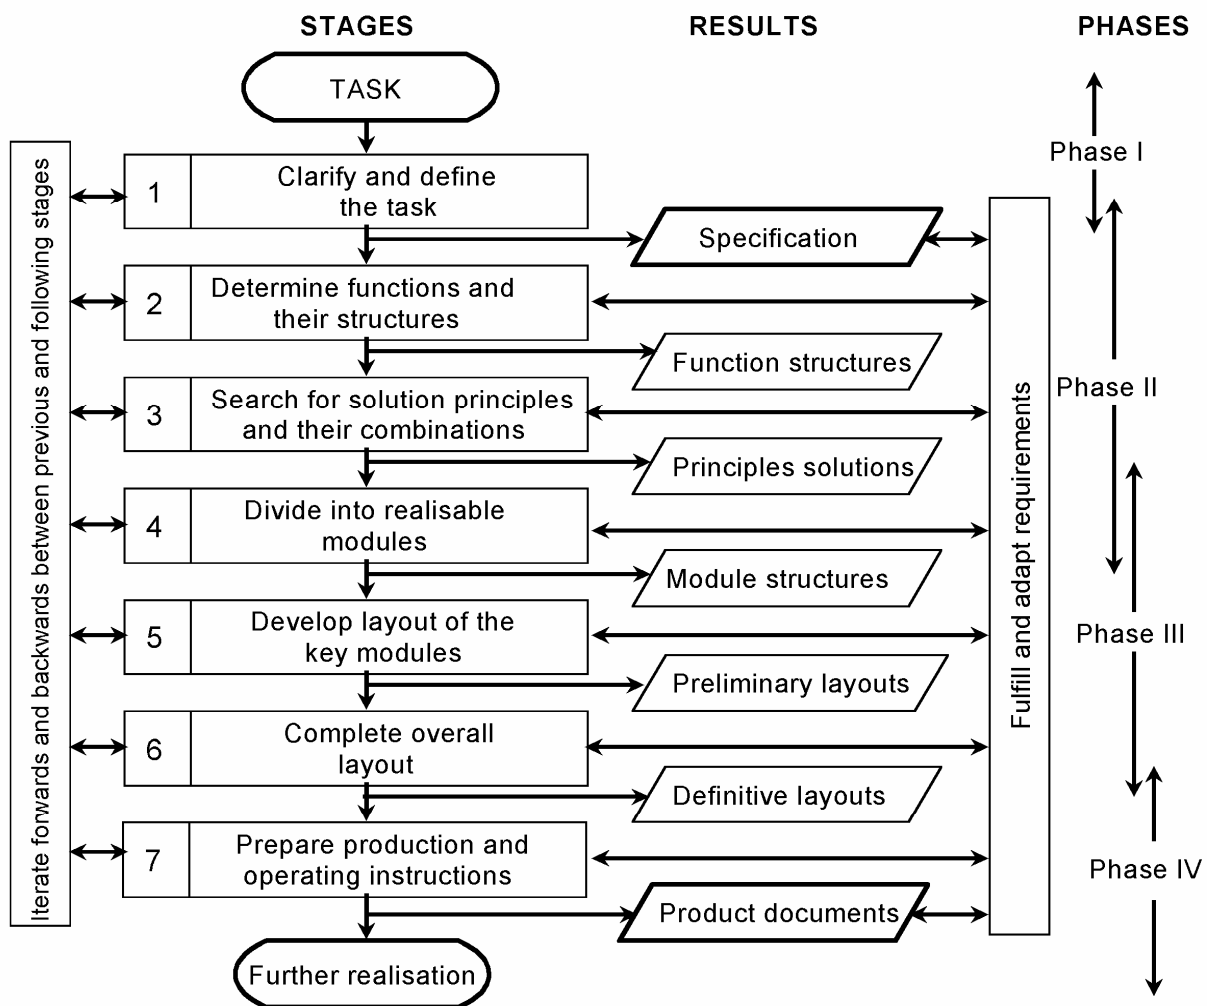 STAGES
RESULTS
PHASES
TASK
Phase I
1
Clarify and define
the task
Specification
2
Determine functions and
their structures
Function structures
Phase II
3
Search for solution principles
and their combinations
Principles solutions
4
Divide into realisable
modules
Module structures
5
Develop layout of the
key modules
Phase III
Preliminary layouts
6
Complete overall
layout
Definitive layouts
7
Prepare production and
operating instructions
Phase IV
Product documents
Further realisation
Iterate forwards and backwards between previous and following stages
Fulfill and adapt requirements